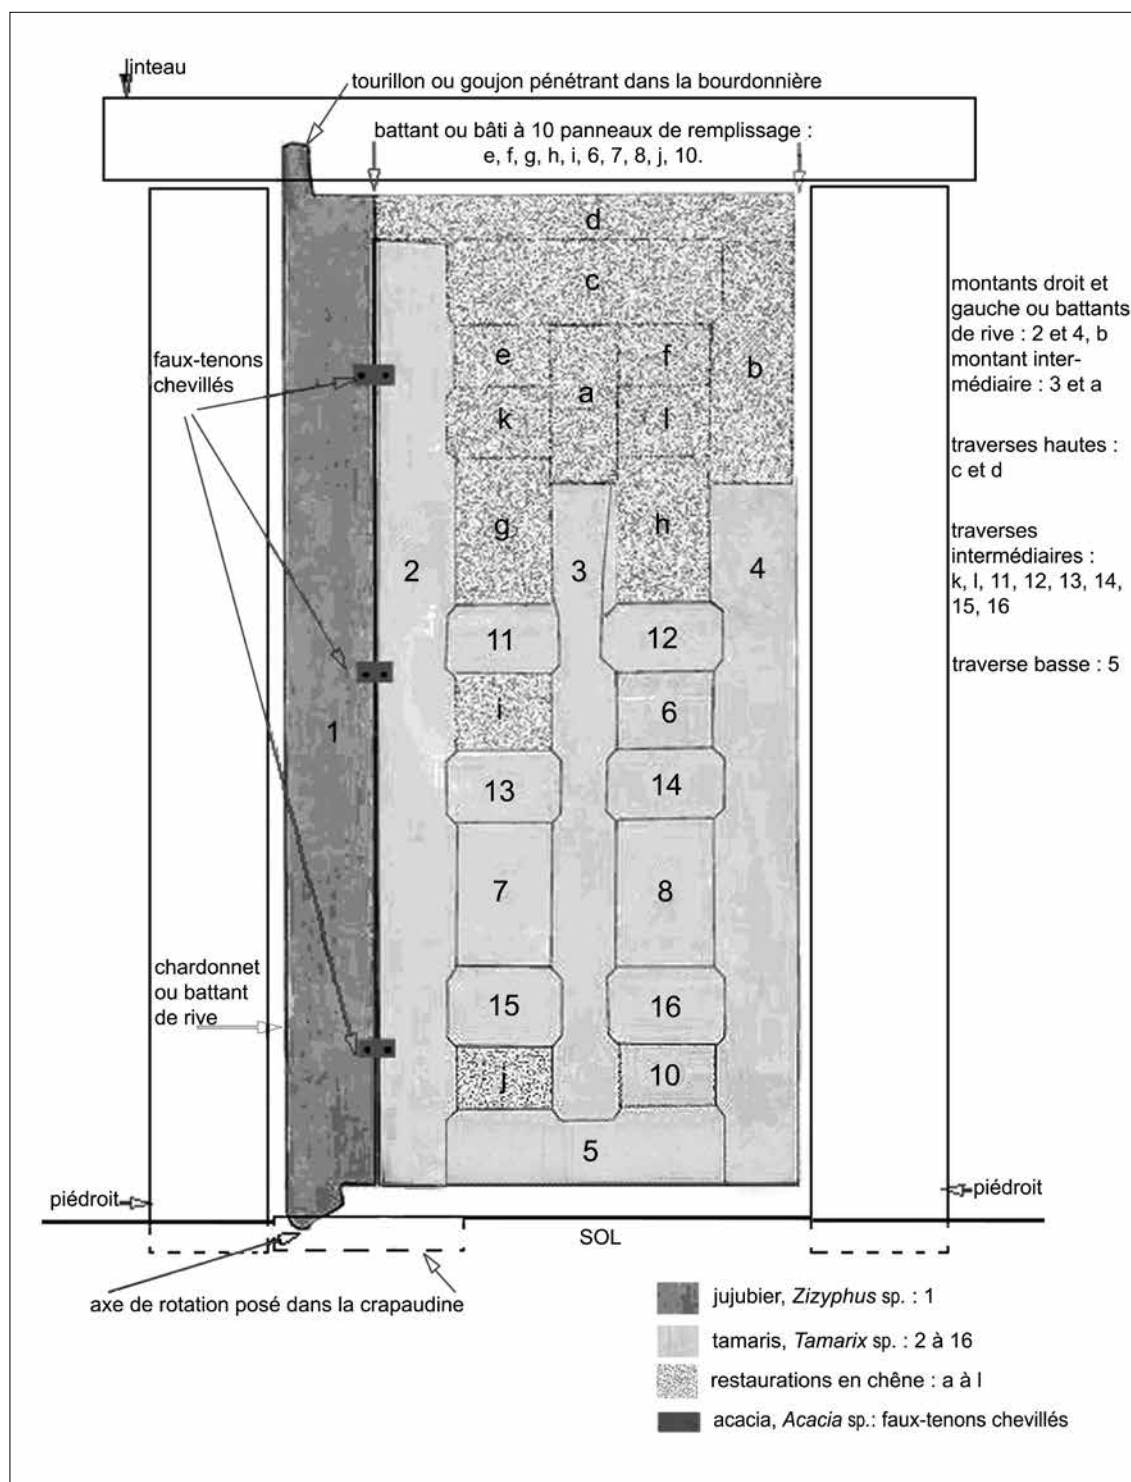 linteau
tourillon ou goujon pénétrant dans la bourdonnière
battant ou bâti à 10 panneaux de remplissage :
e, f, g, h, i, 6, 7, 8, j, 10.
d
c
montants droit et
gauche ou battants
de rive : 2 et 4, b
montant inter-
médiaire : 3 et a
traverses hautes :
c et d
traverses
intermédiaires :
k, l, 11, 12, 13, 14,
15, 16
traverse basse : 5
faux-tenons
chevillés
e
f
a
b
k
l
g
h
2
3
4
11
12
1
i
6
13
14
7
8
chardonnet
ou battant
de rive
15
16
j
10
5
piédroit
piédroit
SOL
axe de rotation posé dans la crapaudine
jujubier, Zizyphus sp. : 1
tamaris, Tamarix sp. : 2 à 16
restaurations en chêne : a à l
acacia, Acacia sp.: faux-tenons chevillés